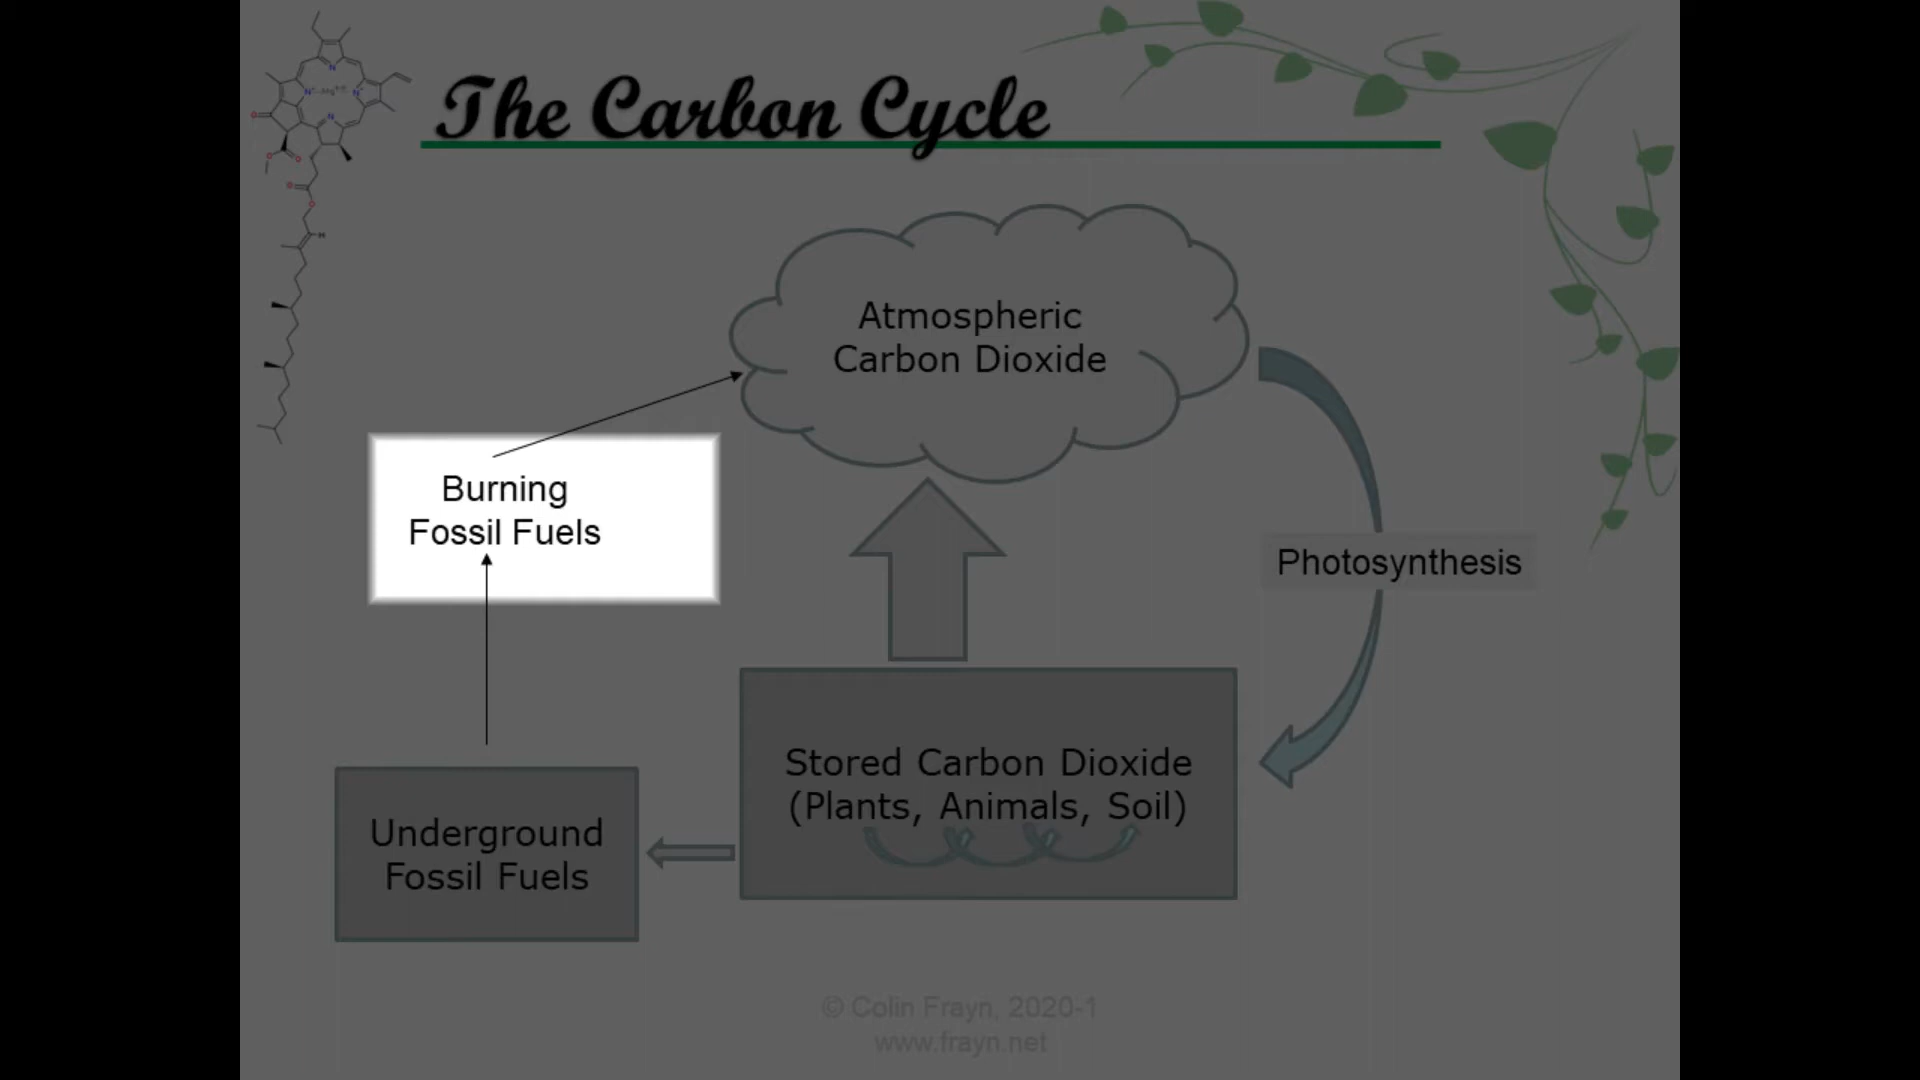 The Carbon Cycle
Atmospheric
Carbon Dioxide
Burning
Fossil Fuels
Photosynthesis
Stored Carbon Dioxide
(Plants, Animals, Soil)
Underground
Fossil Fuels
© Colin Frayn, 2020-1
www.frayn.net